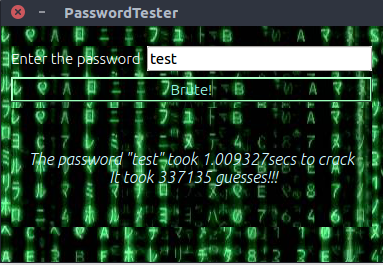 PasswordTester
Enter the password test
Brute!
The password "test" took 1.009327secs to crack
It took 337135 guesses!!!